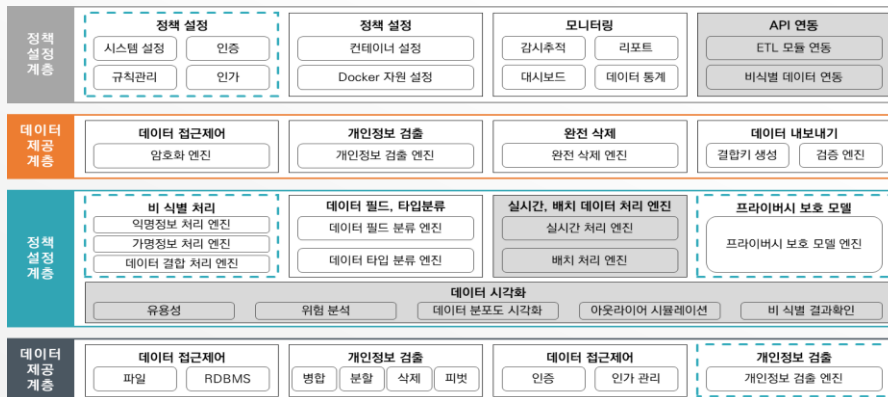 정책
설정
계층
정책 설정
시스템 설정
인증
규칙관리
인가
정책 설정
컨테이너 설정
Docker 자원 설정
모니터링
감시추적
리포트
대시보드
데이터 통계
API 연동
ETL 모듈 연동
비식별 데이터 연동
데이터
제공
계층
데이터 접근제어
암호화 엔진
개인정보 검출
개인정보 검출 엔진
완전 삭제
완전 삭제 엔진
데이터 내보내기
결합키 생성
검증 엔진
정책
설정
계층
비 식별 처리
익명정보 처리 엔진
가명정보 처리 엔진
데이터 결합 처리 엔진
데이터 필드, 타입분류
데이터 필드 분류 엔진
데이터 타입 분류 엔진
실시간, 배치 데이터 처리 엔진
실시간 처리 엔진
배치 처리 엔진
프라이버시 보호 모델
프라이버시 보호 모델 엔진
데이터 시각화
유용성
위험 분석
데이터 분포도 시각화
아웃라이어 시뮬레이션
비 식별 결과확인
데이터
제공
계층
데이터 접근제어
파일
RDBMS
개인정보 검출
병합
분할
삭제
피벗
데이터 접근제어
인증
인가 관리
개인정보 검출
개인정보 검출 엔진